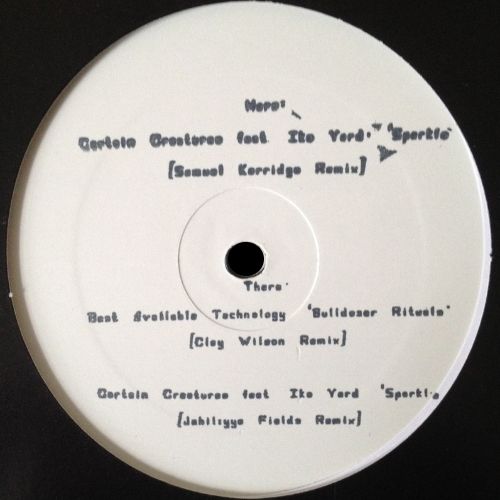 Here:
Certain Creatures feat. Ike Yard. "Sparkle"
[Samuel Kerridge Remix]
There:
Best Available Technology "Bulldozer Rituals"
[Clay Wilson Remix]
Certain Creatures feat Ike Yard "Sparkle
[Jahiliyya Fields Remix]